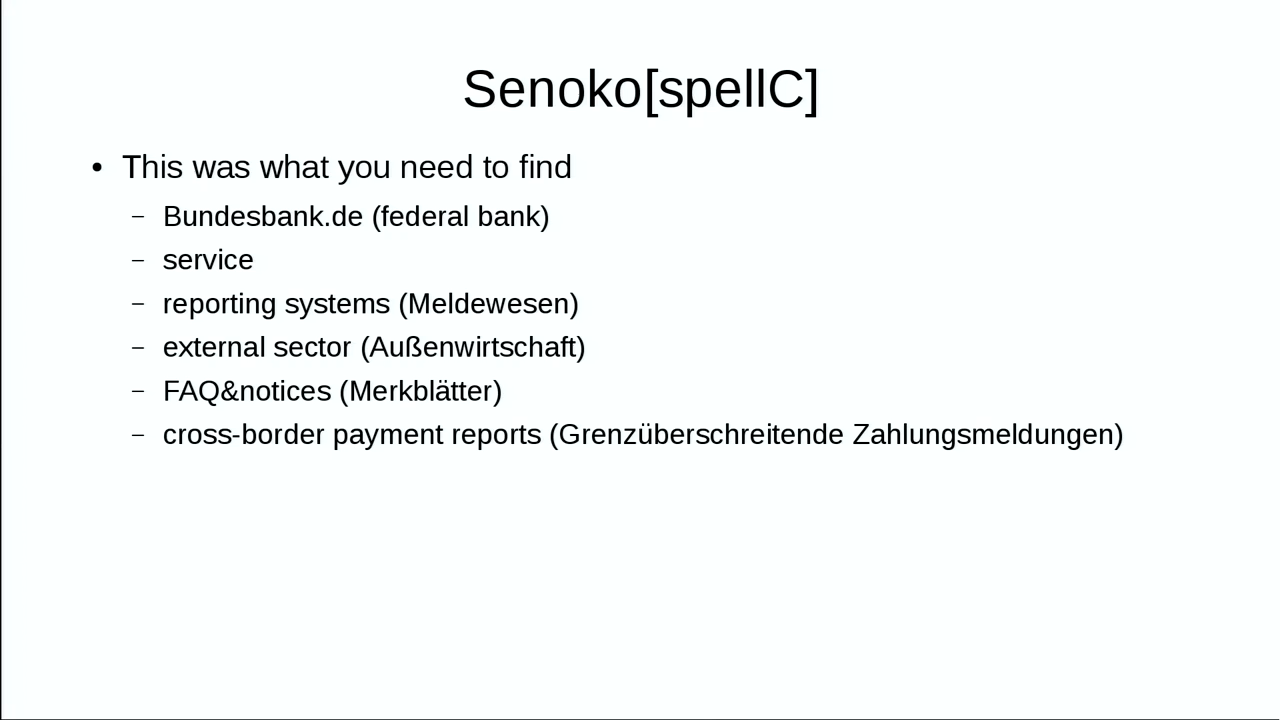 Senoko[spellC]
• This was what you need to find
– Bundesbank.de (federal bank)
– service
– reporting systems (Meldewesen)
– external sector (Außenwirtschaft)
– FAQ&notices (Merkblätter)
– cross-border payment reports (Grenzüberschreitende Zahlungsmeldungen)